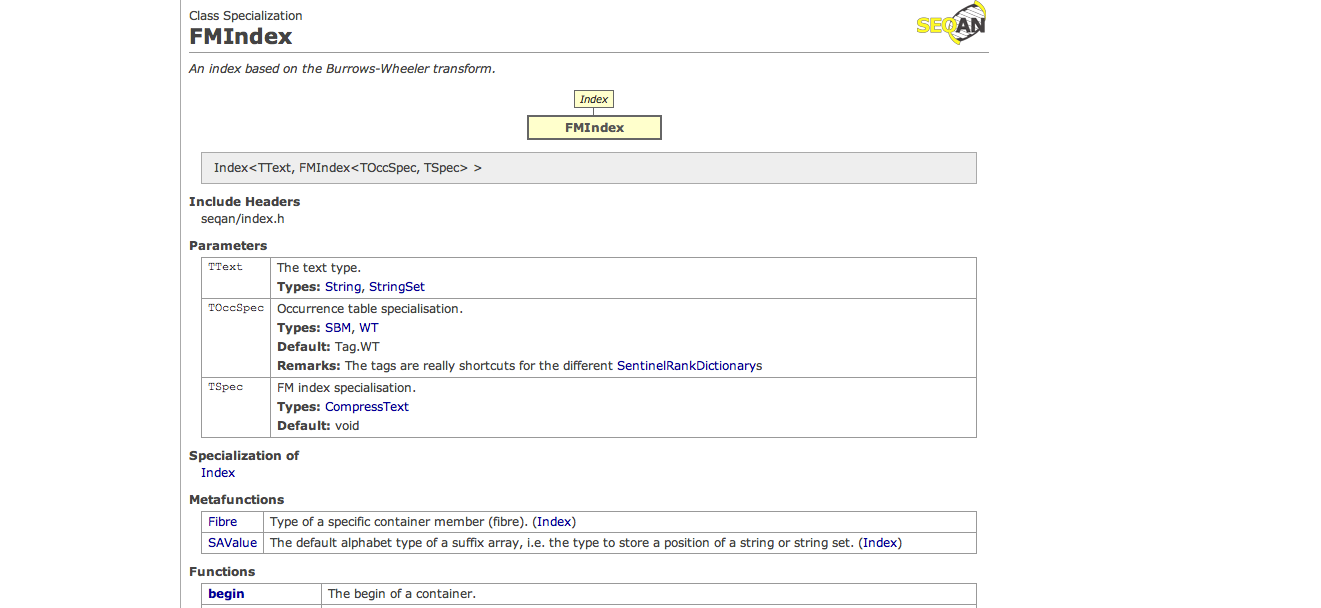 Class Specialization
FMIndex
SEQAN
An index based on the Burrows-Wheeler transform.
Index
FMIndex
Index<TText, FMIndex<TOccSpec, TSpec> >
Include Headers
seqan/index.h
Parameters
TText The text type.
Types: String, StringSet
TOccSpec Occurrence table specialisation.
Types: SBM, WT
Default: Tag.WT
Remarks: The tags are really shortcuts for the different SentinelRankDictionarys
TSpec FM index specialisation.
Types: CompressText
Default: void
Specialization of
Index
Metafunctions
Fibre Type of a specific container member (fibre). (Index)
SAValue The default alphabet type of a suffix array, i.e. the type to store a position of a string or string set. (Index)
Functions
begin The begin of a container.